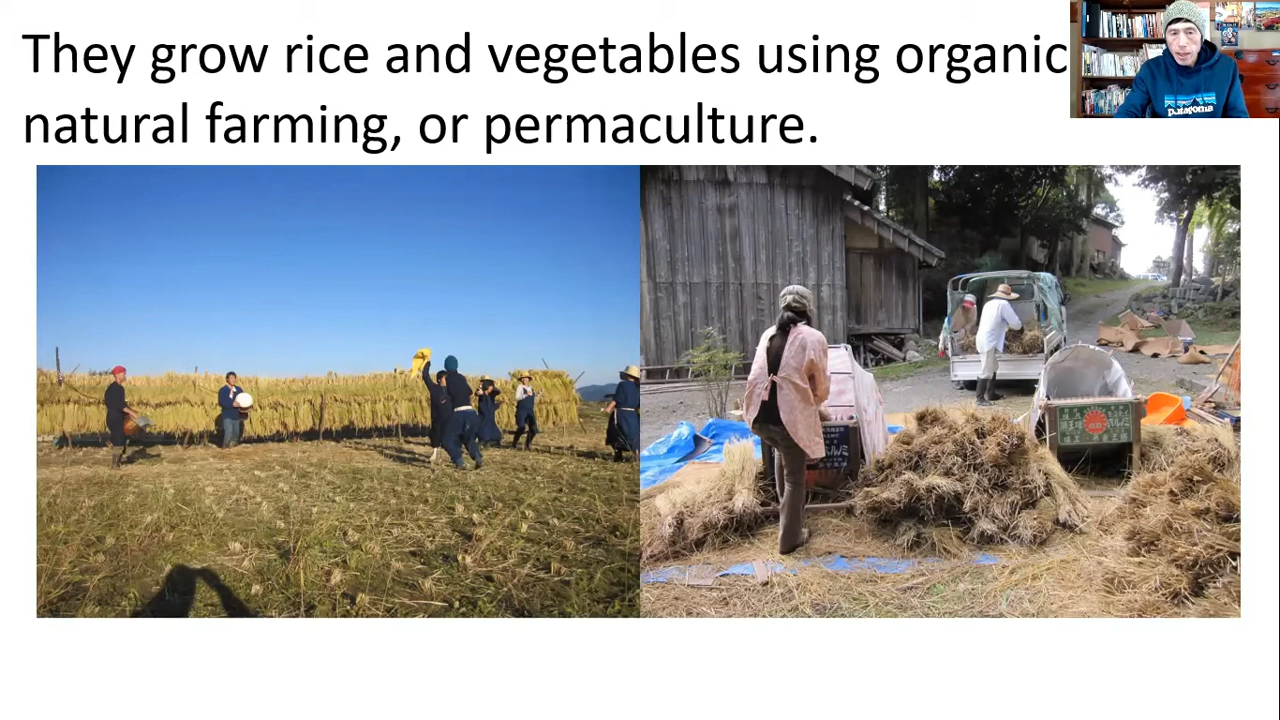 They grow rice and vegetables using organic
natural farming, or permaculture.
patagonia